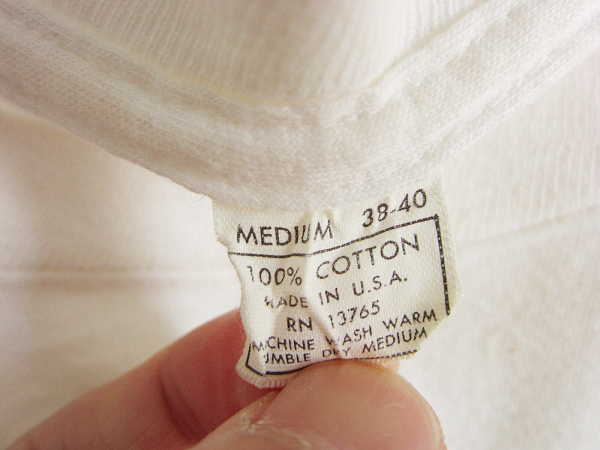 MEDIUM 38-40
100% COTTON
MADE IN U.S.A.
RN 13765
MACHINE WASH WARM
UMBLE DRY MEDIUM